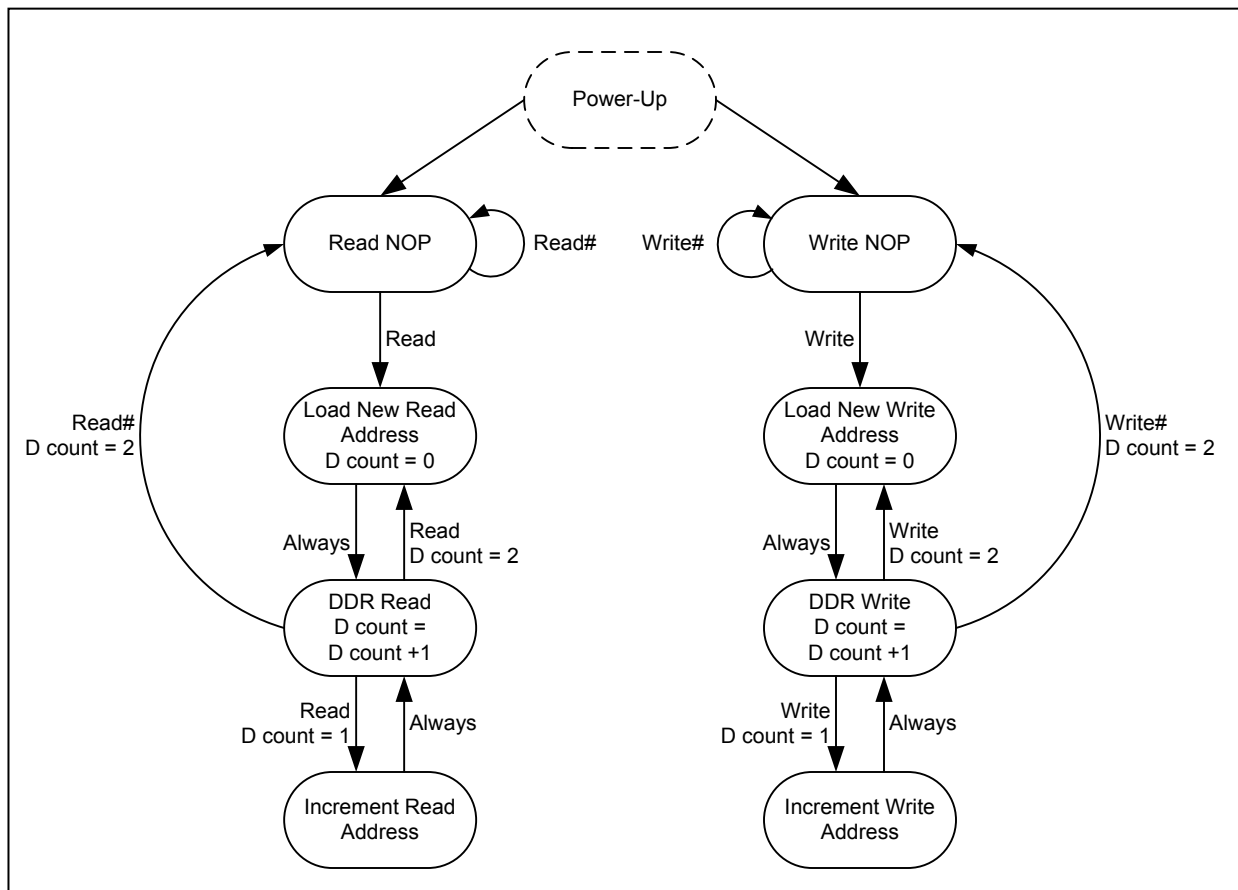 Power-Up
Read NOP
Read#
Write#
Write NOP
Read
Write
Load New Read
Address
D count = 0
Load New Write
Address
D count = 0
Read#
D count = 2
Write#
D count = 2
Always
Read
D count = 2
Always
Write
D count = 2
DDR Read
D count =
D count +1
DDR Write
D count =
D count +1
Read
D count = 1
Always
Write
D count = 1
Always
Increment Read
Address
Increment Write
Address